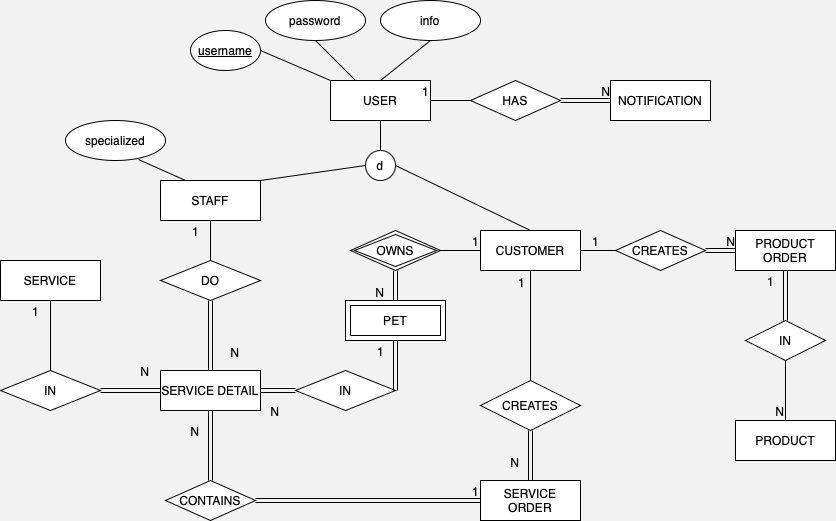 password
info
username
USER
1
HAS
N
NOTIFICATION
specialized
d
STAFF
1
OWNS
1
CUSTOMER
1
CREATES
N
PRODUCT
ORDER
SERVICE
DO
N
1
1
1
PET
IN
N
1
N
IN
N
SERVICE DETAIL
N
IN
CREATES
N
PRODUCT
N
N
CONTAINS
1
SERVICE
ORDER